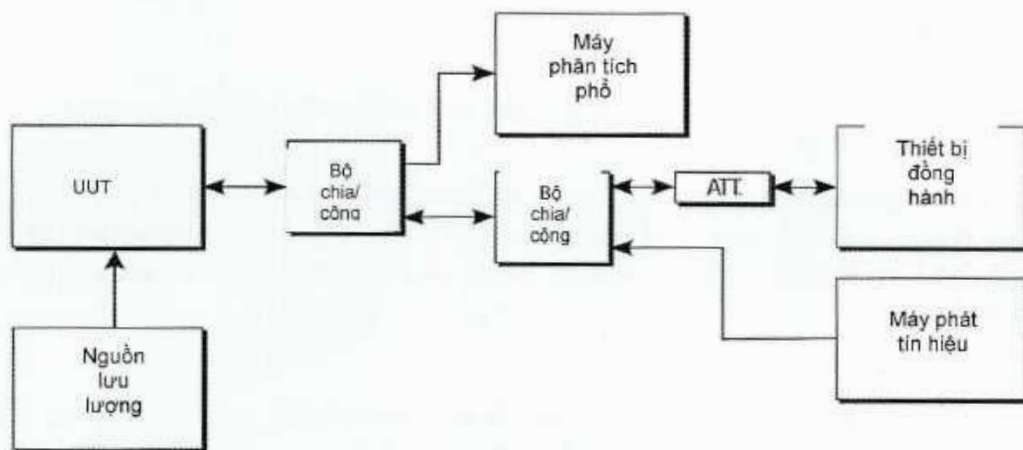 Máy
phân tích
phổ
UUT
Bộ
chia/
công
Bộ
chia/
cộng
ATT.
Thiết bị
đồng
hành
Nguồn
lưu
lượng
Máy phát
tín hiệu